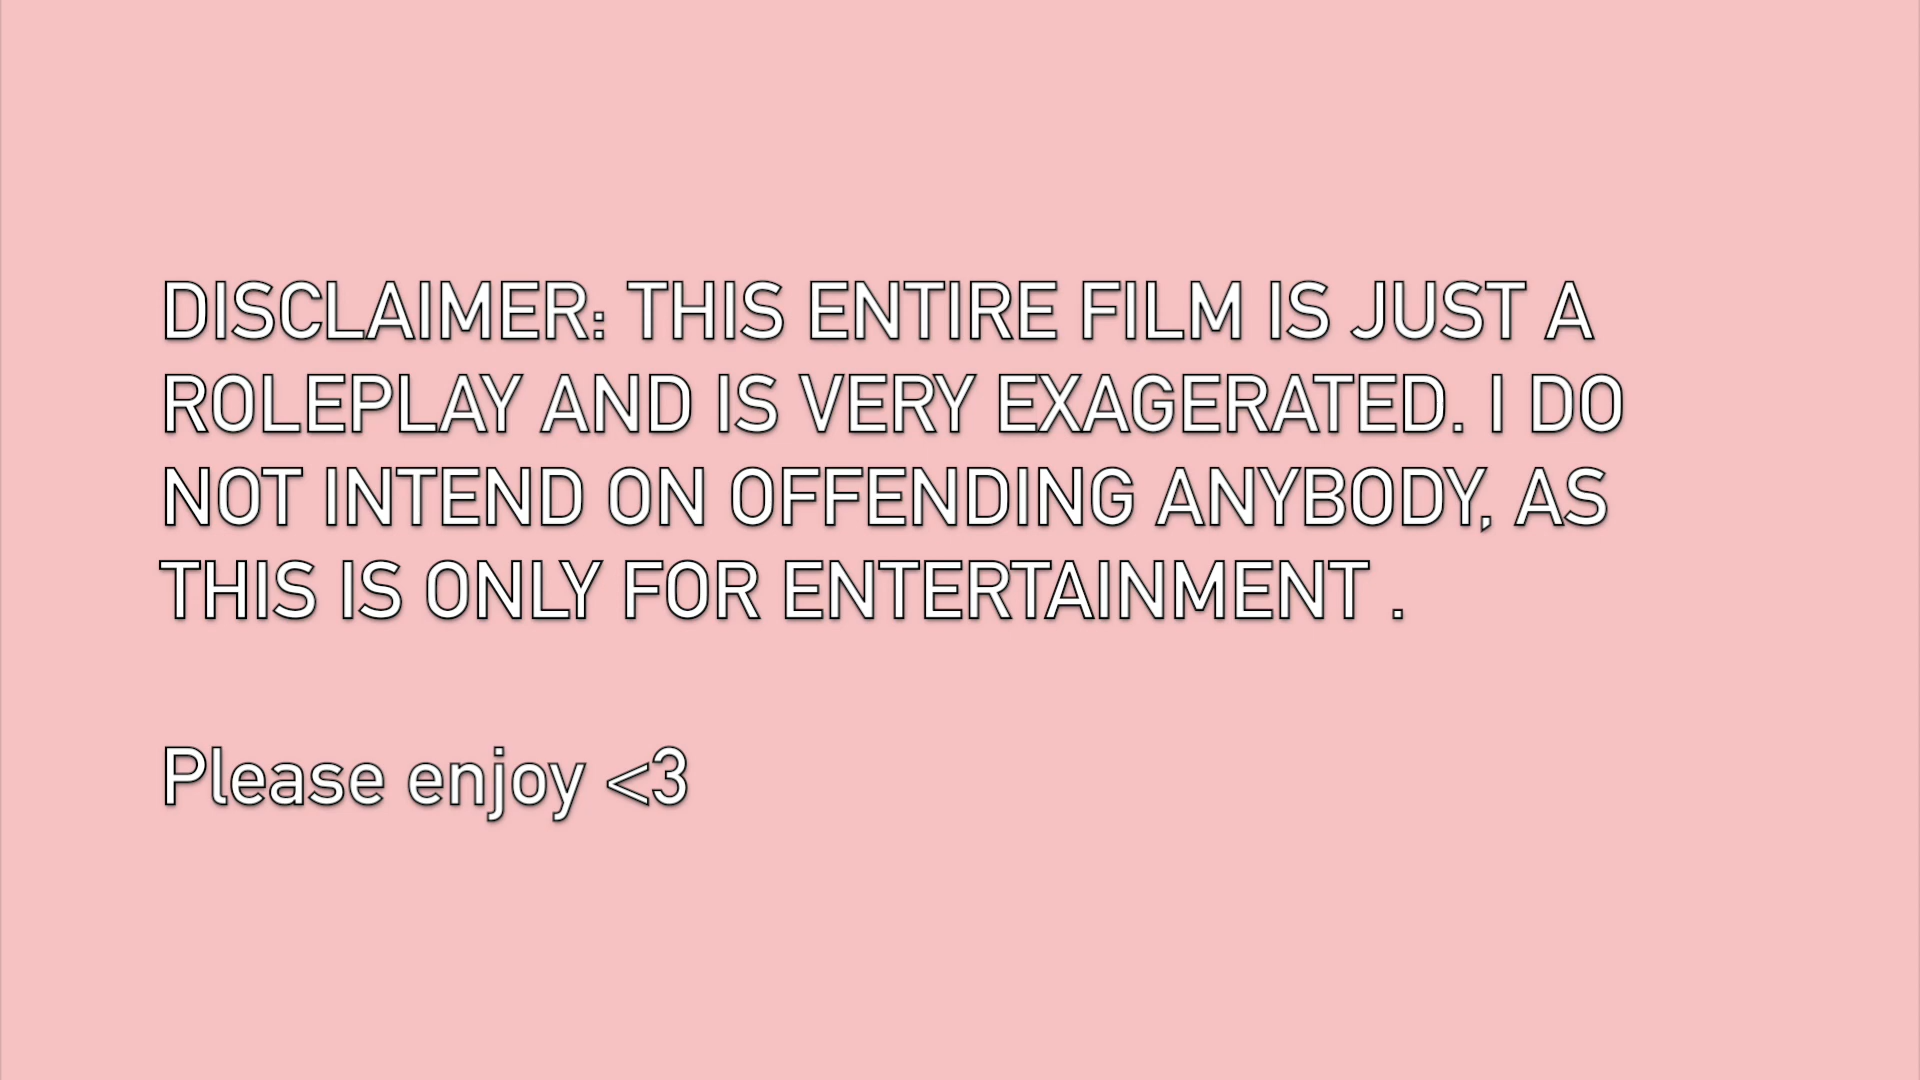 DISCLAIMER: THIS ENTIRE FILM IS JUST A
ROLEPLAY AND IS VERY EXAGERATED. I DO
NOT INTEND ON OFFENDING ANYBODY, AS
THIS IS ONLY FOR ENTERTAINMENT .
Please enjoy <3